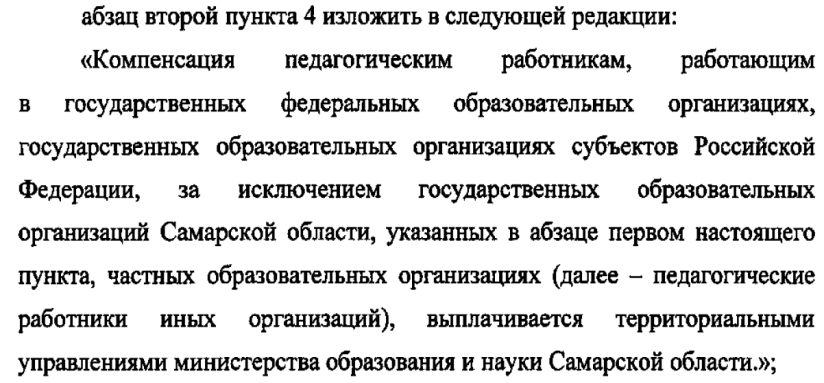 абзац второй пункта 4 изложить в следующей редакции:
«Компенсация педагогическим работникам, работающим
в государственных федеральных образовательных организациях,
государственных образовательных организациях субъектов Российской
Федерации, за исключением государственных образовательных
организаций Самарской области, указанных в абзаце первом настоящего
пункта, частных образовательных организациях (далее – педагогические
работники иных организаций), выплачивается территориальными
управлениями министерства образования и науки Самарской области.»;